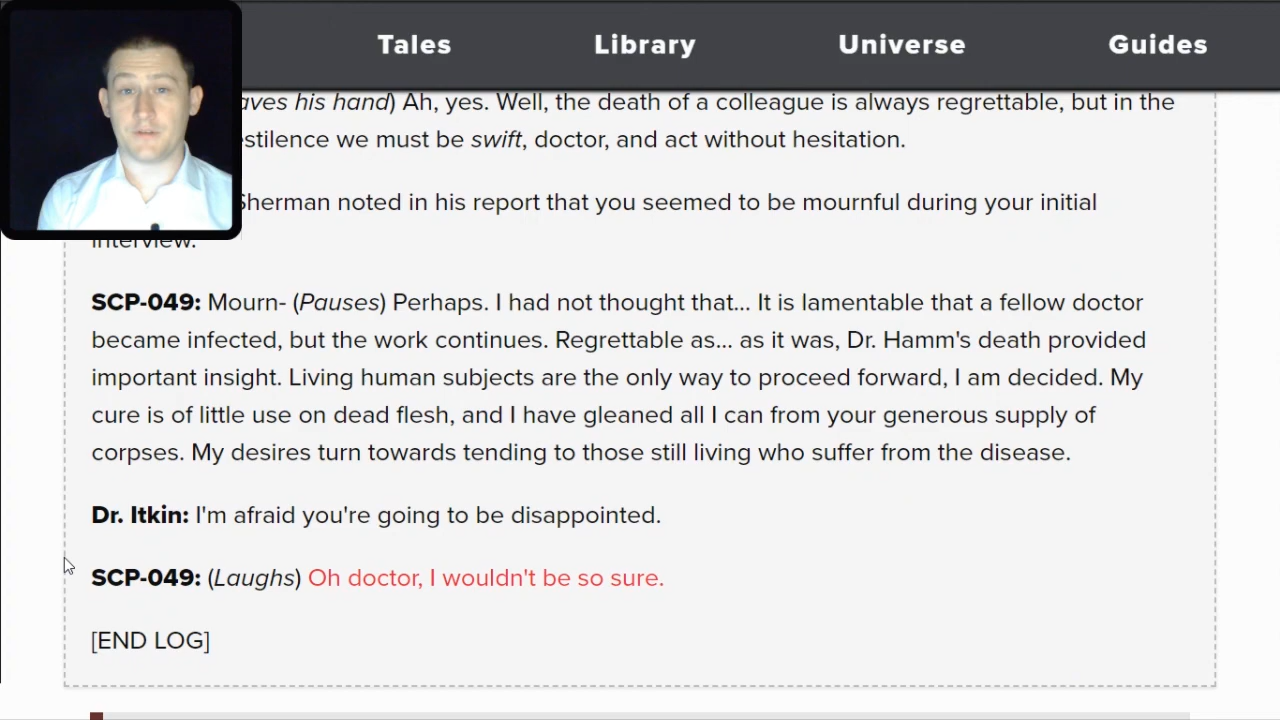 Tales Library Universe Guides
his hand) Ah, yes. Well, the death of a colleague is always regrettable, but in the
we must be swift, doctor, and act without hesitation.
Sherman noted in his report that you seemed to be mournful during your initial
interview.
SCP-049: Mourn- (Pauses) Perhaps. I had not thought that... It is lamentable that a fellow doctor
became infected, but the work continues. Regrettable as... as it was, Dr. Hamm's death provided
important insight. Living human subjects are the only way to proceed forward, I am decided. My
cure is of little use on dead flesh, and I have gleaned all I can from your generous supply of
corpses. My desires turn towards tending to those still living who suffer from the disease.
Dr. Itkin: I'm afraid you're going to be disappointed.
SCP-049: (Laughs) Oh doctor, I wouldn't be so sure.
[END LOG]